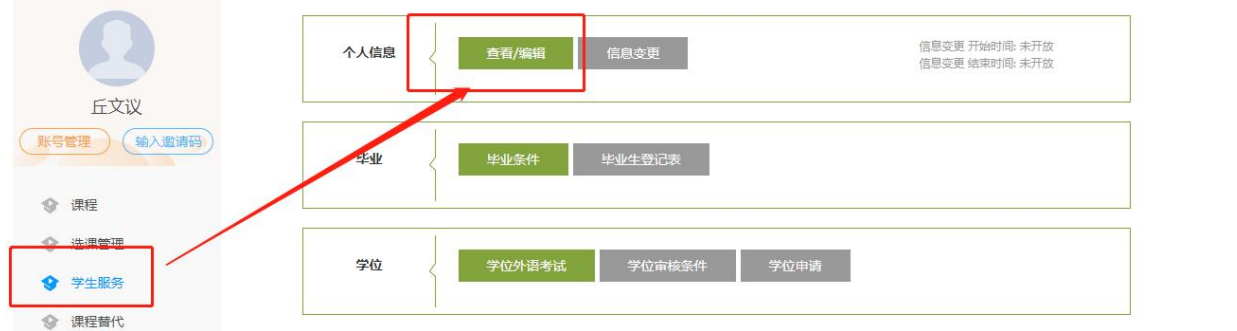 丘文议
账号管理 输入邀请码
课程
选课管理
学生服务
课程替代
个人信息 查看/编辑 信息变更
信息变更 开始时间: 未开放
信息变更 结束时间: 未开放
毕业 毕业条件 毕业生登记表
学位 学位外语考试 学位审核条件 学位申请